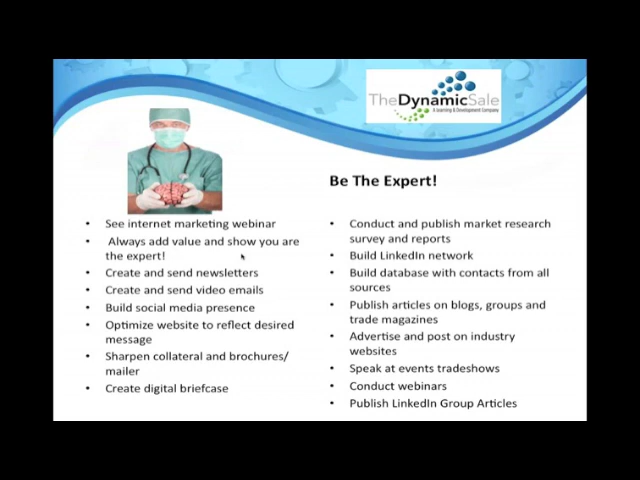 TheDynamicSale
A Learning & Development Company
Be The Expert!
• See internet marketing webinar
• Always add value and show you are
the expert!
• Create and send newsletters
• Create and send video emails
• Build social media presence
• Optimize website to reflect desired
message
• Sharpen collateral and brochures/
mailer
• Create digital briefcase
• Conduct and publish market research
survey and reports
• Build LinkedIn network
• Build database with contacts from all
sources
• Publish articles on blogs, groups and
trade magazines
• Advertise and post on industry
websites
• Speak at events tradeshows
• Conduct webinars
• Publish LinkedIn Group Articles